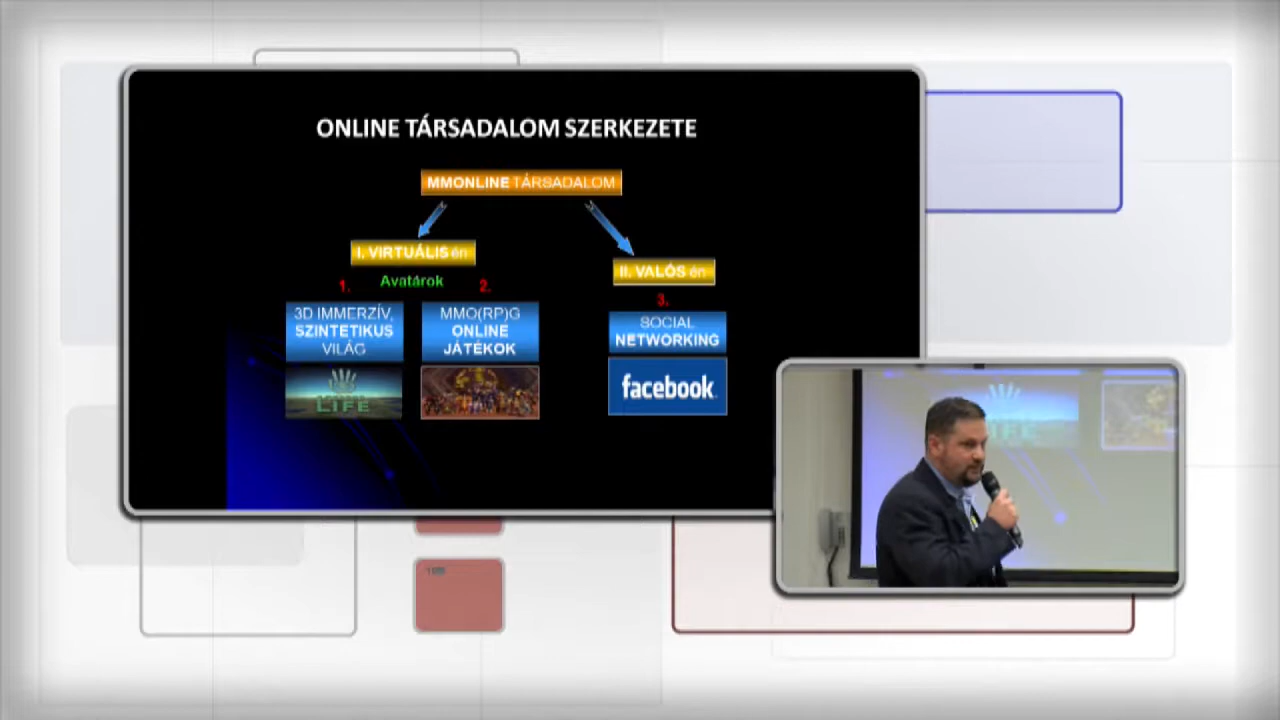 ONLINE TÁRSADALOM SZERKEZETE
MMONLINE TÁRSADALOM
I. VIRTUÁLIS én
II. VALÓS én
Avatárok
1.
2.
3.
3D IMMERZÍV,
SZINTETIKUS
VILÁG
MMO(RP)G
ONLINE
JÁTÉKOK
SOCIAL
NETWORKING
LIFE
facebook